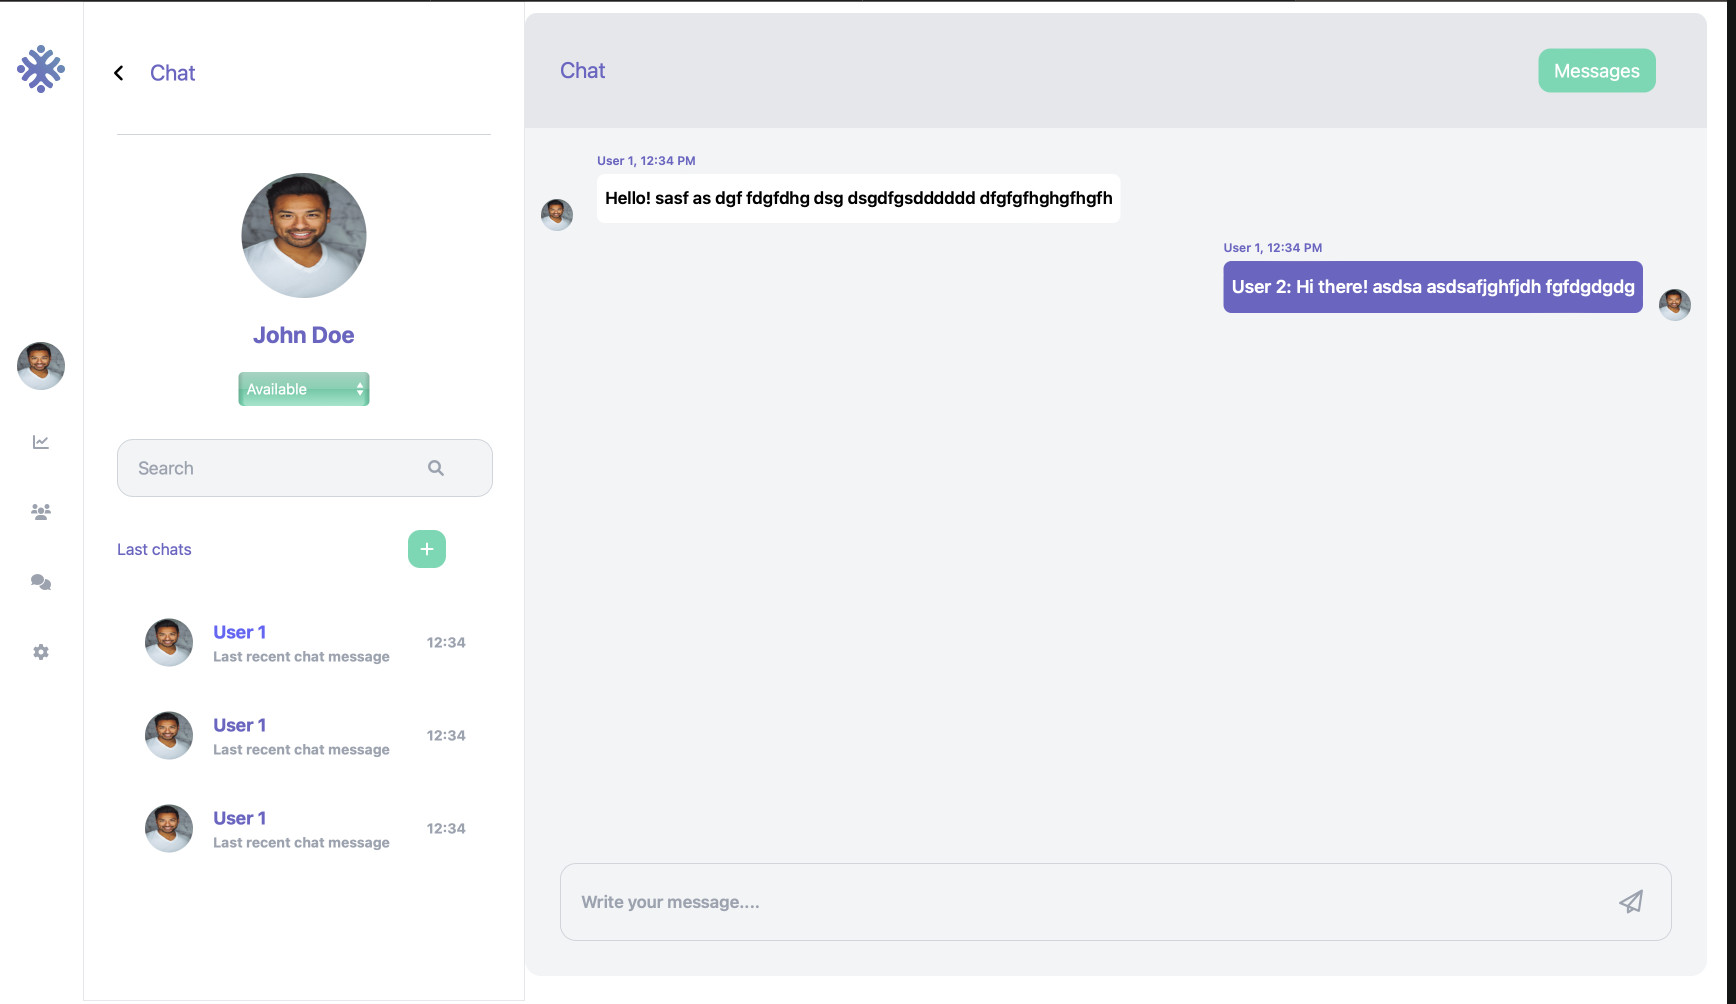 Chat
John Doe
Available
Search
Last chats
+
User 1
Last recent chat message
12:34
User 1
Last recent chat message
12:34
User 1
Last recent chat message
12:34
Chat
Messages
User 1, 12:34 PM
Hello! sasf as dgf fdgfdhg dsg dsgdfgsdddddd dfgfgfhghgfhgfh
User 1, 12:34 PM
User 2: Hi there! asdsa asdsafjghfjdh fgfdgdgdg
Write your message....